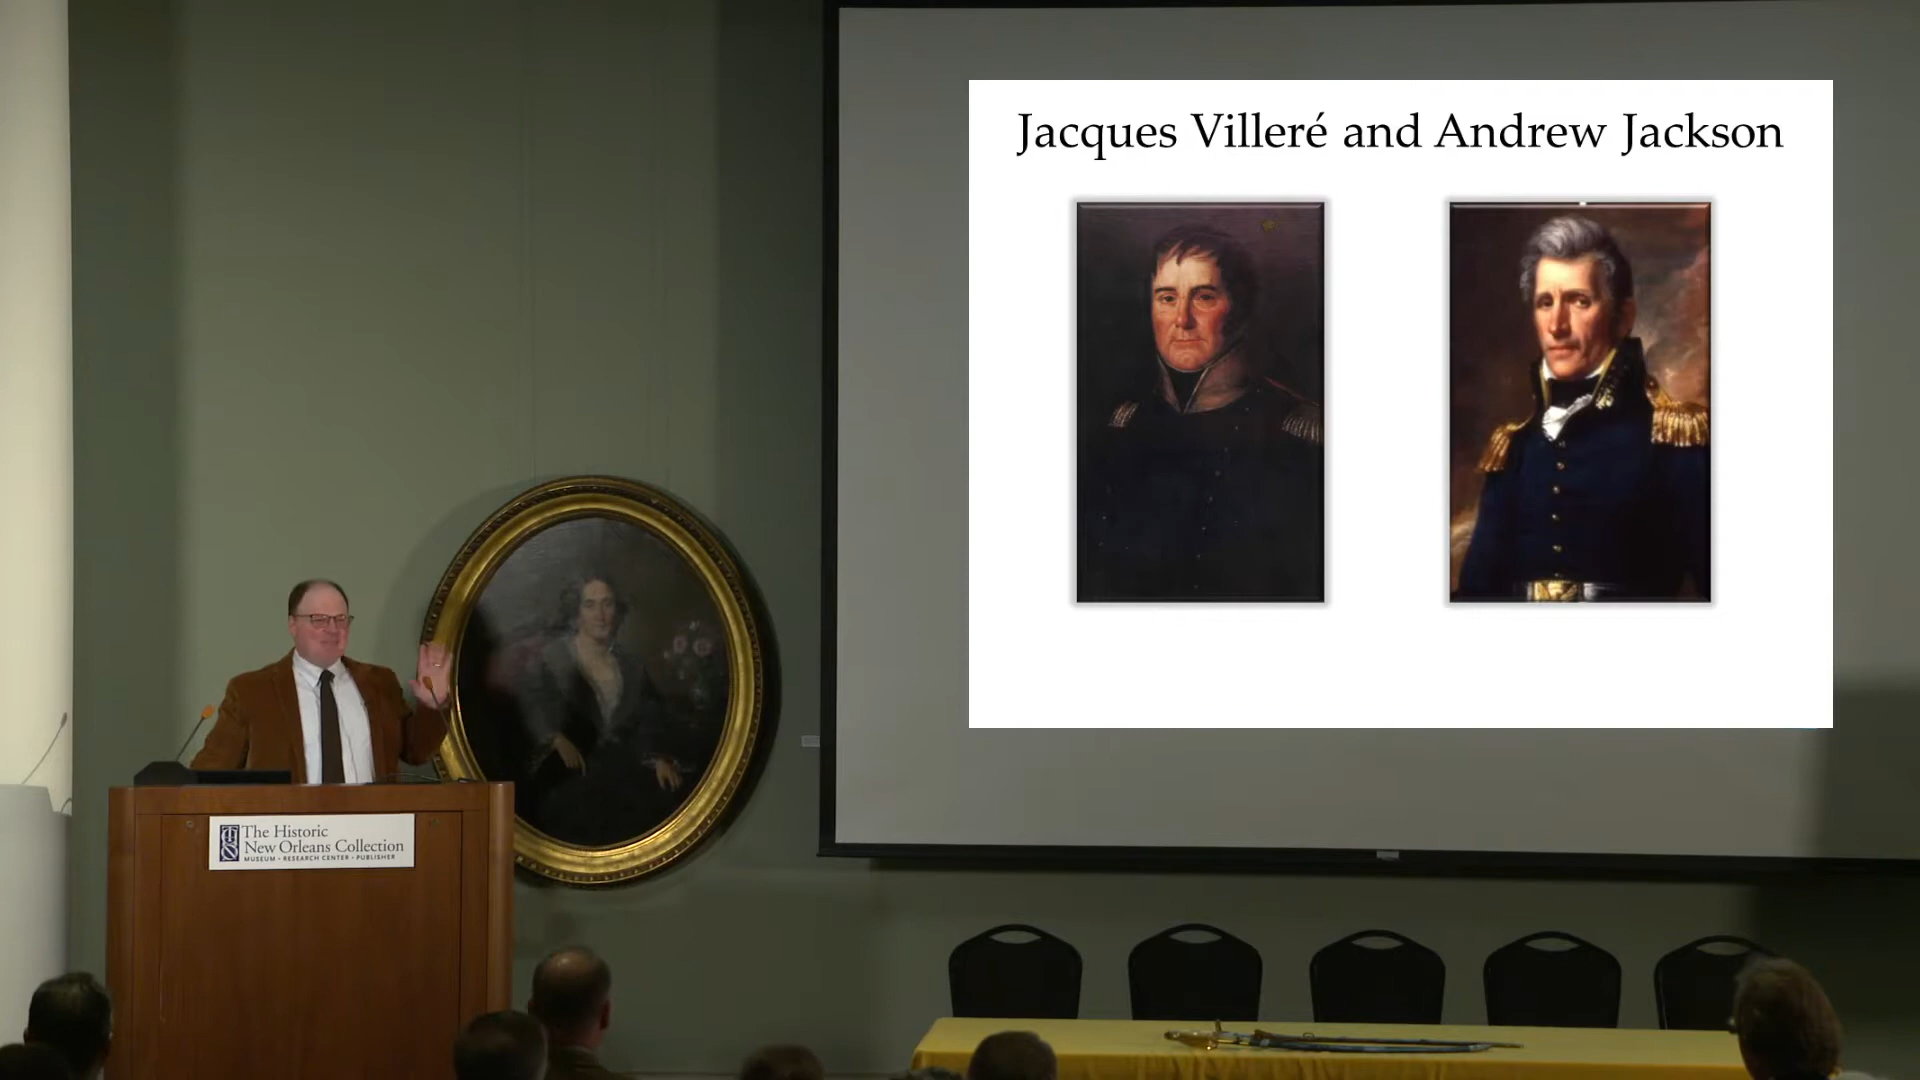 Jacques Villeré and Andrew Jackson
The Historic
New Orleans Collection
MUSEUM • RESEARCH CENTER • PUBLISHER